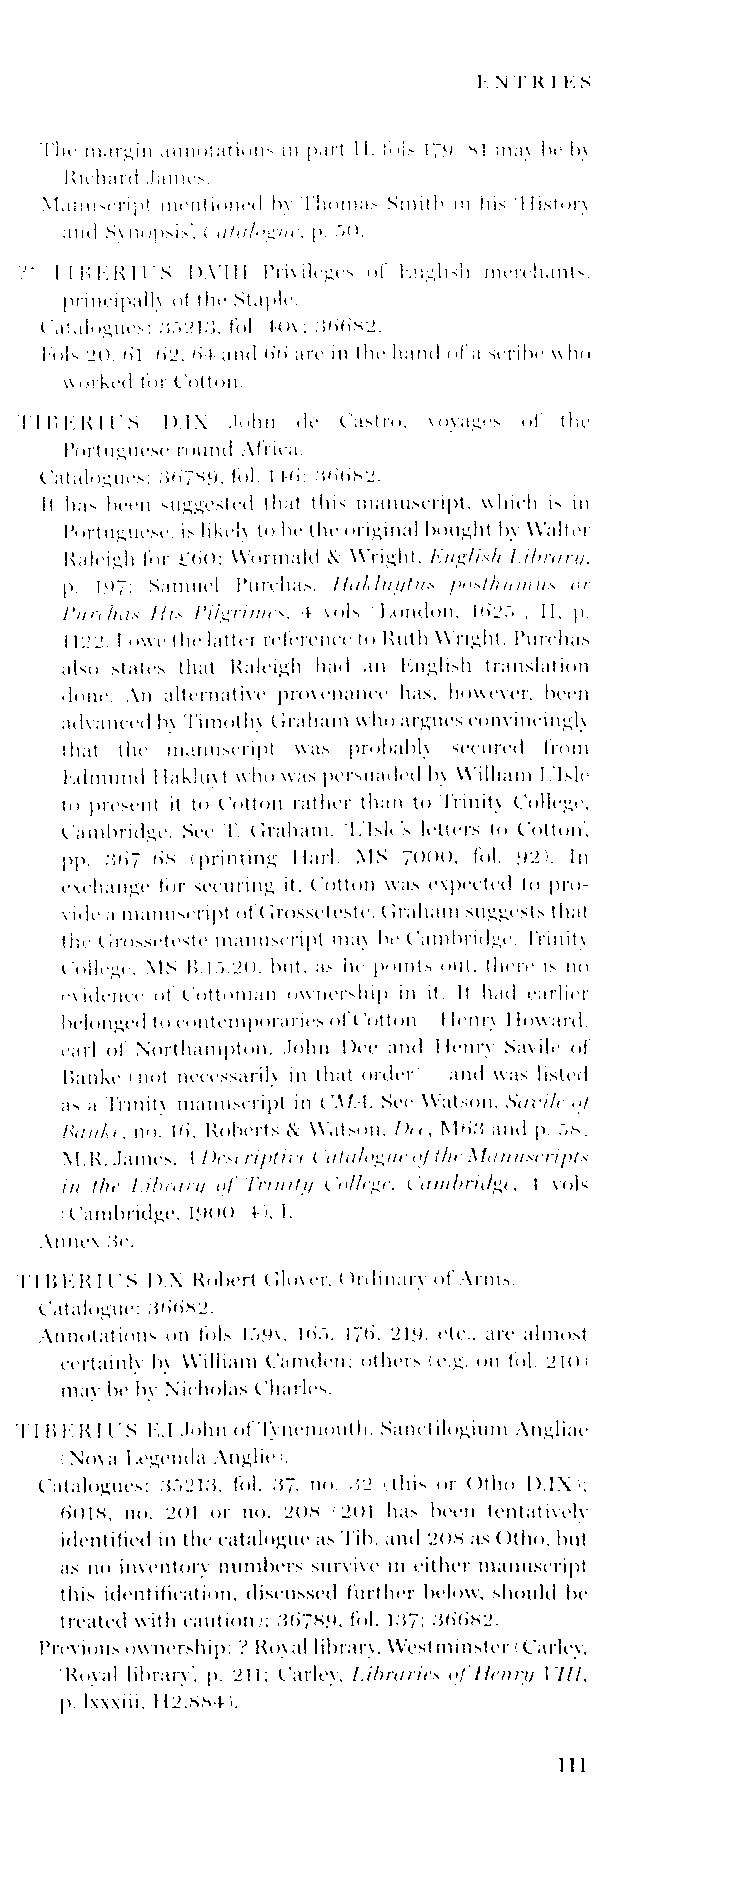 ENTRIES
The margin annotations in part II, fols 179–81 may be by
Richard James.
Manuscript mentioned by Thomas Smith in his 'History
and Synopsis', Catalogue, p. 50.
TIBERIUS D.VIII Privileges of English merchants,
principally of the Staple.
Catalogues: 35213, fol. 40v; 36682.
Fols 20, 61–62, 64 and 66 are in the hand of a scribe who
worked for Cotton.
TIBERIUS D.IX John de Castro, voyages of the
Portuguese round Africa.
Catalogues: 36789, fol. 146; 36682.
It has been suggested that this manuscript, which is in
Portuguese, is likely to be the original bought by Walter
Raleigh for £60: Wormald & Wright, English Library,
p. 197; Samuel Purchas, Hakluytus posthumus or
Purchas His Pilgrimes, 4 vols (London, 1625), II, p.
1122. I owe the latter reference to Ruth Wright. Purchas
also states that Raleigh had an English translation
done. An alternative provenance has, however, been
advanced by Timothy Graham who argues convincingly
that the manuscript was probably secured from
Edmund Hakluyt who was persuaded by William L'Isle
to present it to Cotton rather than to Trinity College,
Cambridge. See T. Graham, 'L'Isle's letters to Cotton',
pp. 367–68 (printing Harl. MS 7000, fol. 92). In
exchange for securing it, Cotton was expected to pro-
vide a manuscript of Grosseteste. Graham suggests that
the Grosseteste manuscript may be Cambridge, Trinity
College, MS B.15.20, but, as he points out, there is no
evidence of Cottonian ownership in it. It had earlier
belonged to contemporaries of Cotton – Henry Howard,
earl of Northampton, John Dee and Henry Savile of
Banke (not necessarily in that order) – and was listed
as a Trinity manuscript in CMA. See Watson, Savile of
Banke, no. 46, Roberts & Watson, Dee, M63 and p. 58,
M.R. James, A Descriptive Catalogue of the Manuscripts
in the Library of Trinity College, Cambridge, 4 vols
(Cambridge, 1900–4), I.
Annex 3e.
TIBERIUS D.X Robert Glover, Ordinary of Arms.
Catalogue: 36682.
Annotations on fols 159v, 165, 176, 219, etc., are almost
certainly by William Camden; others (e.g. on fol. 210)
may be by Nicholas Charles.
TIBERIUS E.I John of Tynemouth, Sanctilogium Angliae
(Nova Legenda Anglie).
Catalogues: 35213, fol. 37, no. 32 (this or Otho D.IX);
6018, no. 201 or no. 208 (201 has been tentatively
identified in the catalogue as Tib. and 208 as Otho, but
as no inventory numbers survive in either manuscript
this identification, discussed further below, should be
treated with caution); 36789, fol. 137; 36682.
Previous ownership: ? Royal library, Westminster (Carley,
'Royal library', p. 211; Carley, Libraries of Henry VIII,
p. lxxxiii, H2.884).
111